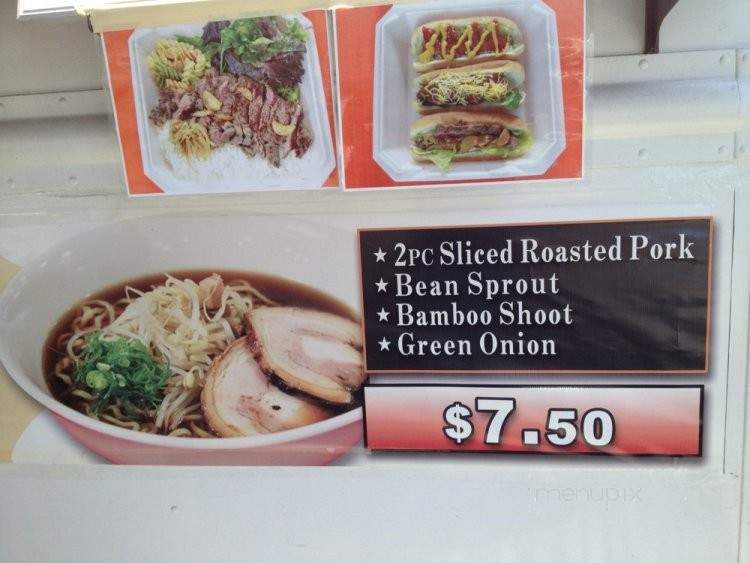 ★ 2PC Sliced Roasted Pork
★ Bean Sprout
★ Bamboo Shoot
★ Green Onion
$7.50
menupix